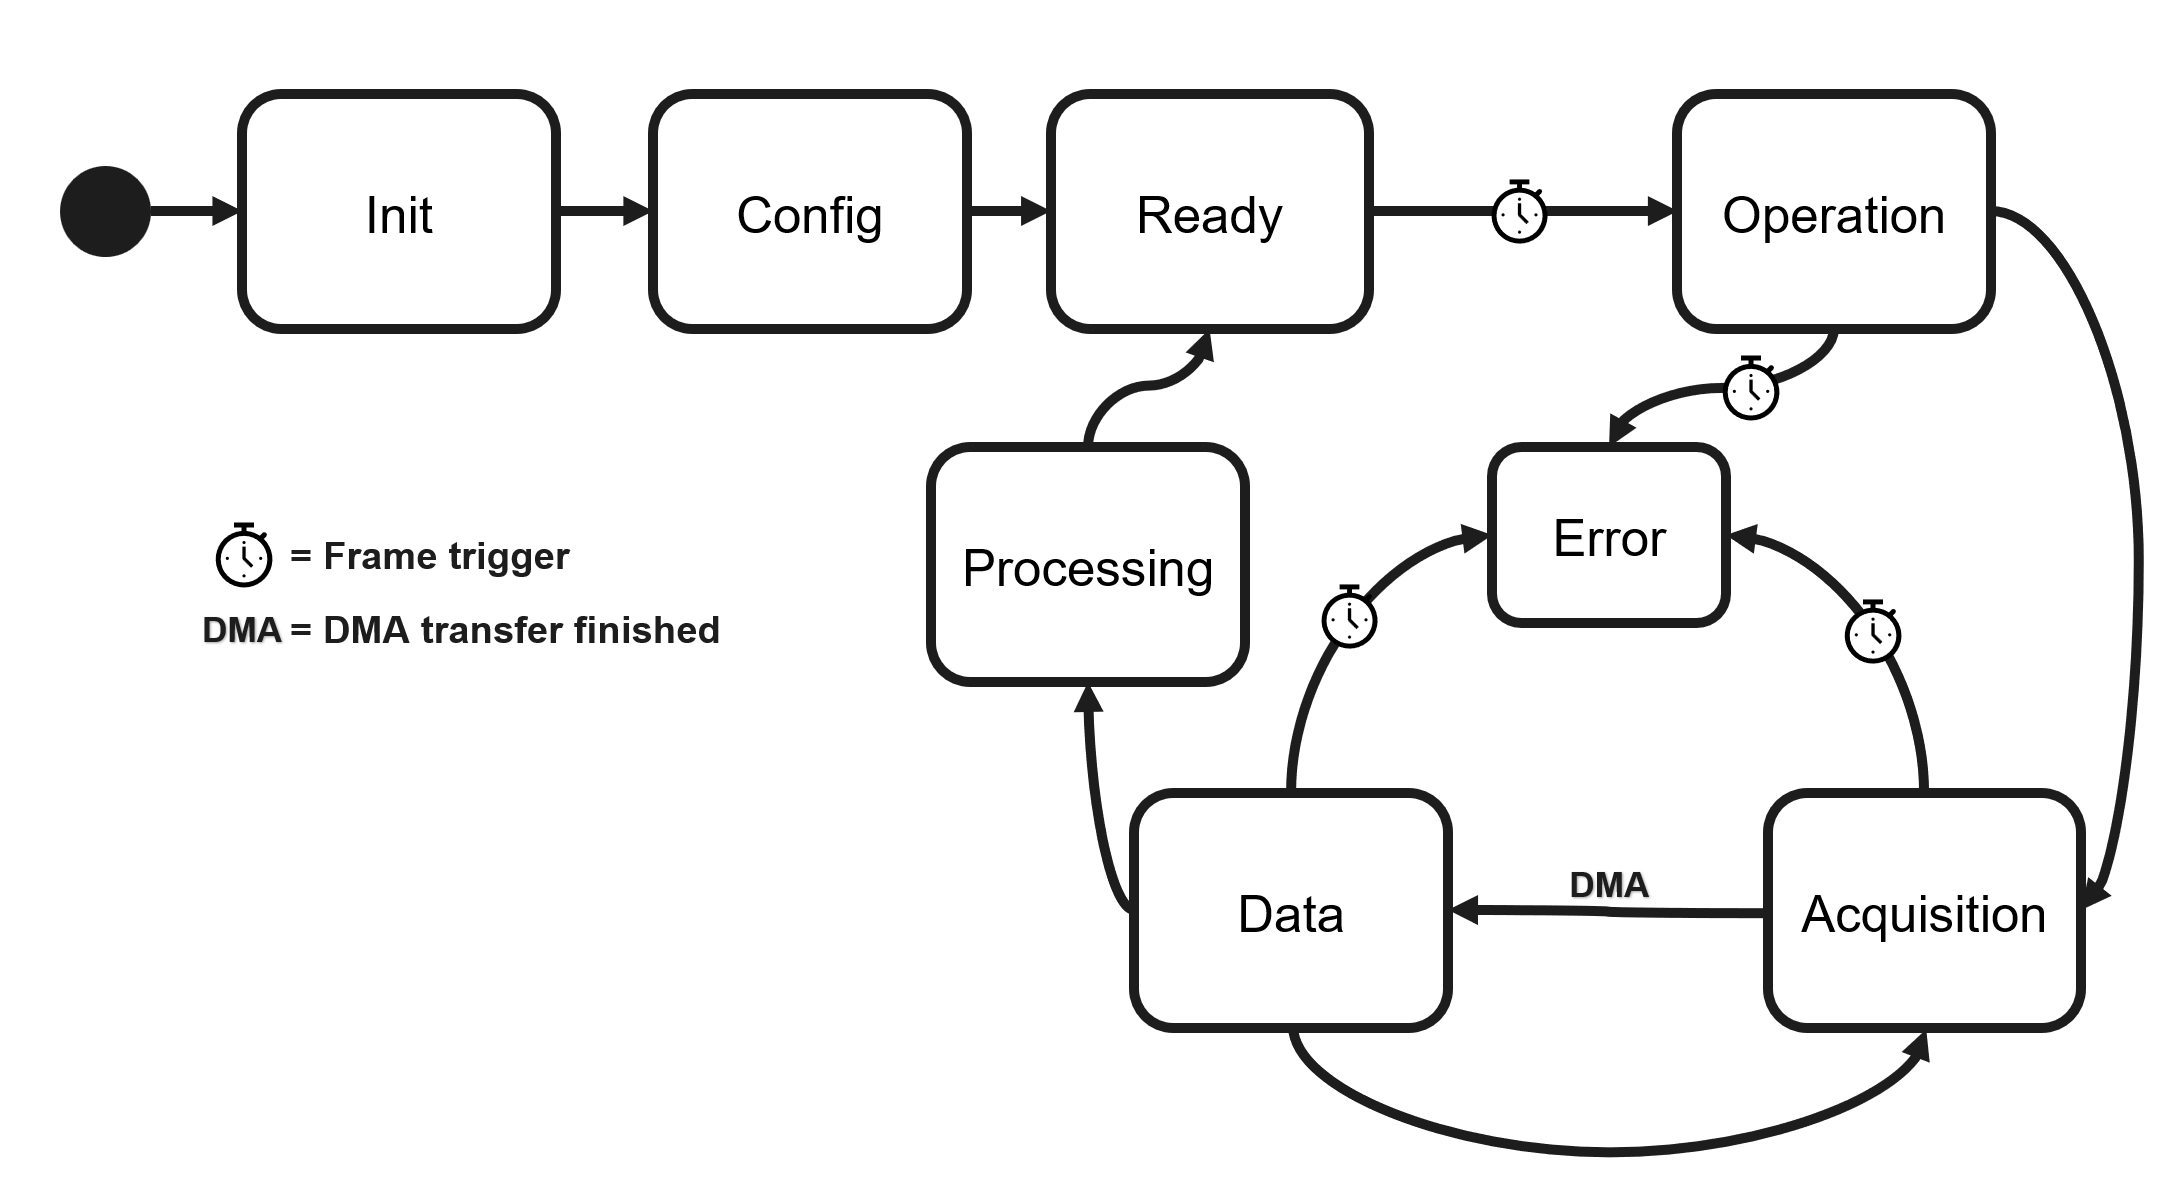 Init
Config
Ready
Operation
Processing
Error
= Frame trigger
DMA = DMA transfer finished
DMA
Data
Acquisition